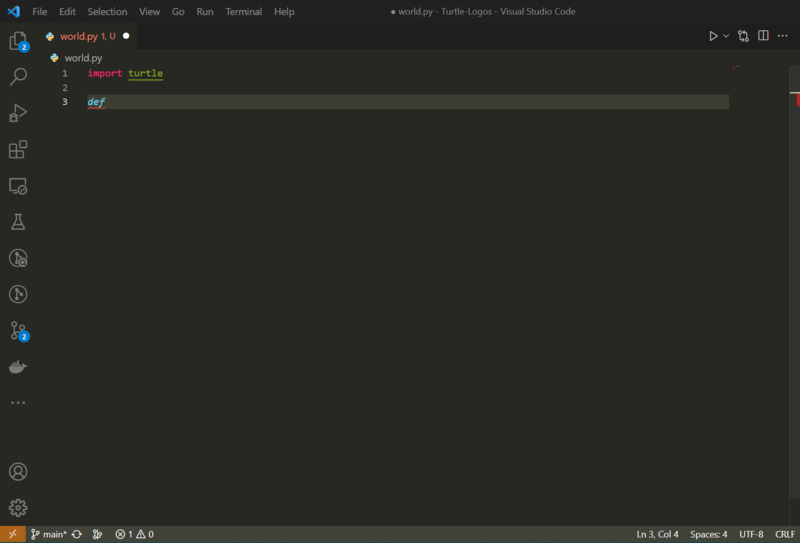 File Edit Selection View Go Run Terminal Help
● world.py - Turtle-Logos - Visual Studio Code
2
world.py 1, U ●
world.py
1 import turtle
2
3 def
2
main*
1 0
Ln 3, Col 4 Spaces: 4 UTF-8 CRLF